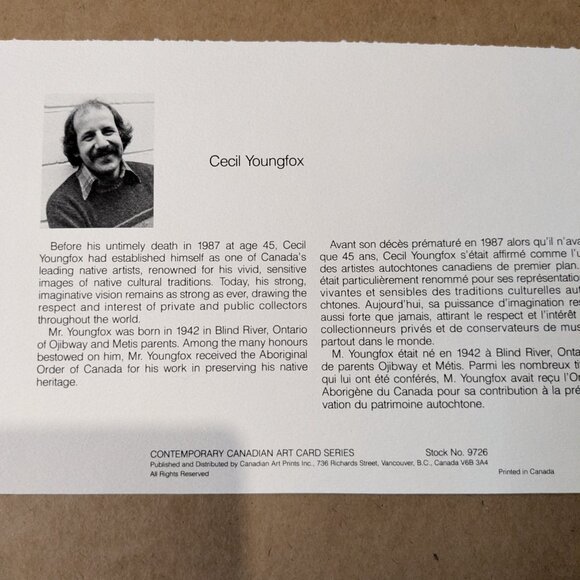 Cecil Youngfox
Before his untimely death in 1987 at age 45, Cecil
Youngfox had established himself as one of Canada's
leading native artists, renowned for his vivid, sensitive
images of native cultural traditions. Today, his strong,
imaginative vision remains as strong as ever, drawing the
respect and interest of private and public collectors
throughout the world.
Mr. Youngfox was born in 1942 in Blind River, Ontario
of Ojibway and Metis parents. Among the many honours
bestowed on him, Mr. Youngfox received the Aboriginal
Order of Canada for his work in preserving his native
heritage.
Avant son décès prématuré en 1987 alors qu'il n'ava
que 45 ans, Cecil Youngfox s'était affirmé comme l'u
des artistes autochtones canadiens de premier plan.
était particulièrement renommé pour ses représentation
vivantes et sensibles des traditions culturelles aut
chtones. Aujourd'hui, sa puissance d'imagination res
aussi forte que jamais, attirant le respect et l'intérêt
collectionneurs privés et de conservateurs de mus
partout dans le monde.
M. Youngfox était né en 1942 à Blind River, Onta
de parents Ojibway et Métis. Parmi les nombreux tit
qui lui ont été conférés, M. Youngfox avait reçu l'Or
Aborigène du Canada pour sa contribution à la pré
vation du patrimoine autochtone.
CONTEMPORARY CANADIAN ART CARD SERIES Stock No. 9726
Published and Distributed by Canadian Art Prints Inc., 736 Richards Street, Vancouver, B.C., Canada V6B 3A4
All Rights Reserved
Printed in Canada